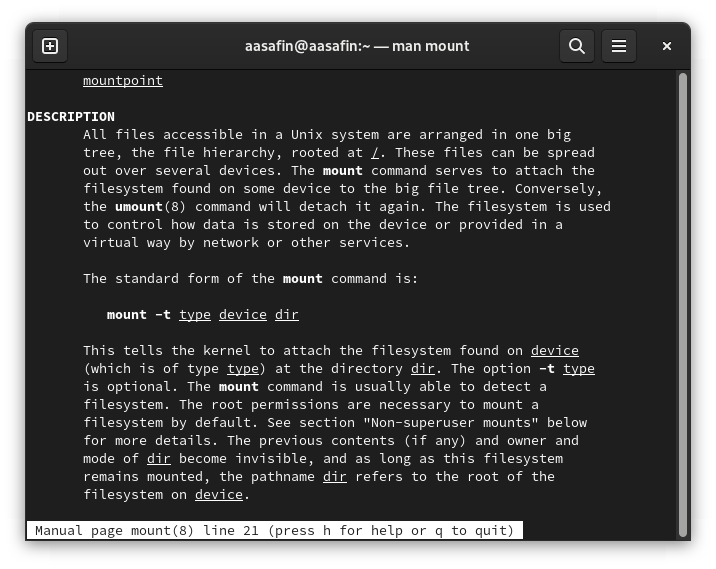 aasafin@aasafin:~ — man mount
mountpoint
DESCRIPTION
All files accessible in a Unix system are arranged in one big
tree, the file hierarchy, rooted at /. These files can be spread
out over several devices. The mount command serves to attach the
filesystem found on some device to the big file tree. Conversely,
the umount(8) command will detach it again. The filesystem is used
to control how data is stored on the device or provided in a
virtual way by network or other services.
The standard form of the mount command is:
mount -t type device dir
This tells the kernel to attach the filesystem found on device
(which is of type type) at the directory dir. The option -t type
is optional. The mount command is usually able to detect a
filesystem. The root permissions are necessary to mount a
filesystem by default. See section "Non-superuser mounts" below
for more details. The previous contents (if any) and owner and
mode of dir become invisible, and as long as this filesystem
remains mounted, the pathname dir refers to the root of the
filesystem on device.
Manual page mount(8) line 21 (press h for help or q to quit)